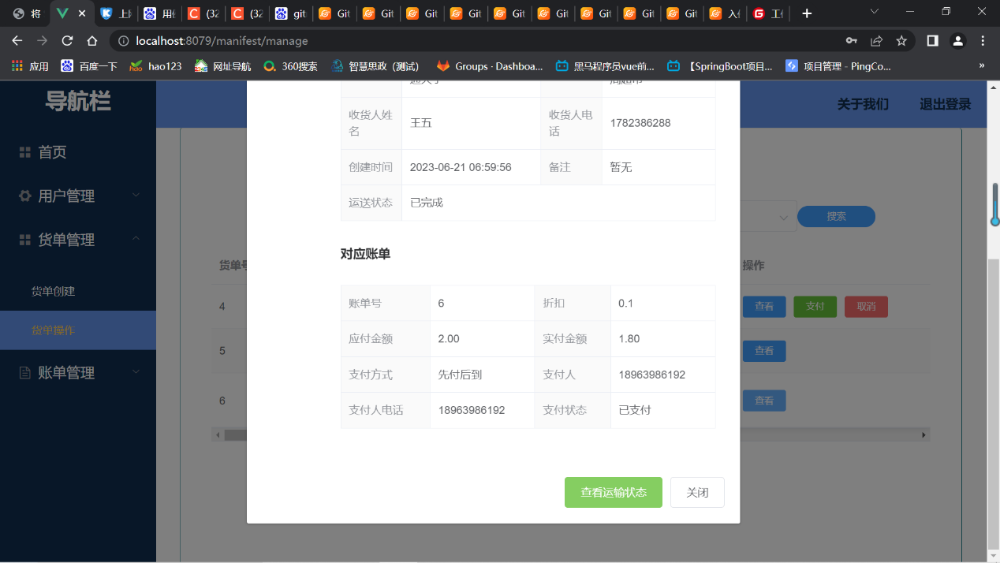 将
上
用
(32
(32
git
Git
Git
Git
Git
Git
Git
Git
Git
Git
入
工
localhost:8079/manifest/manage
应用
百度一下
hao123
网址导航
360搜索
智慧思政（测试）
Groups · Dashboa...
黑马程序员vue前...
【SpringBoot项目...
项目管理 - PingCo...
»
导航栏
关于我们
退出登录
首页
用户管理
货单管理
货单创建
货单操作
账单管理
搜索
货单号
操作
4
查看
支付
取消
5
查看
6
查看
收货人姓名
王五
收货人电话
1782386288
创建时间
2023-06-21 06:59:56
备注
暂无
运送状态
已完成
对应账单
账单号
6
折扣
0.1
应付金额
2.00
实付金额
1.80
支付方式
先付后到
支付人
18963986192
支付人电话
18963986192
支付状态
已支付
查看运输状态
关闭